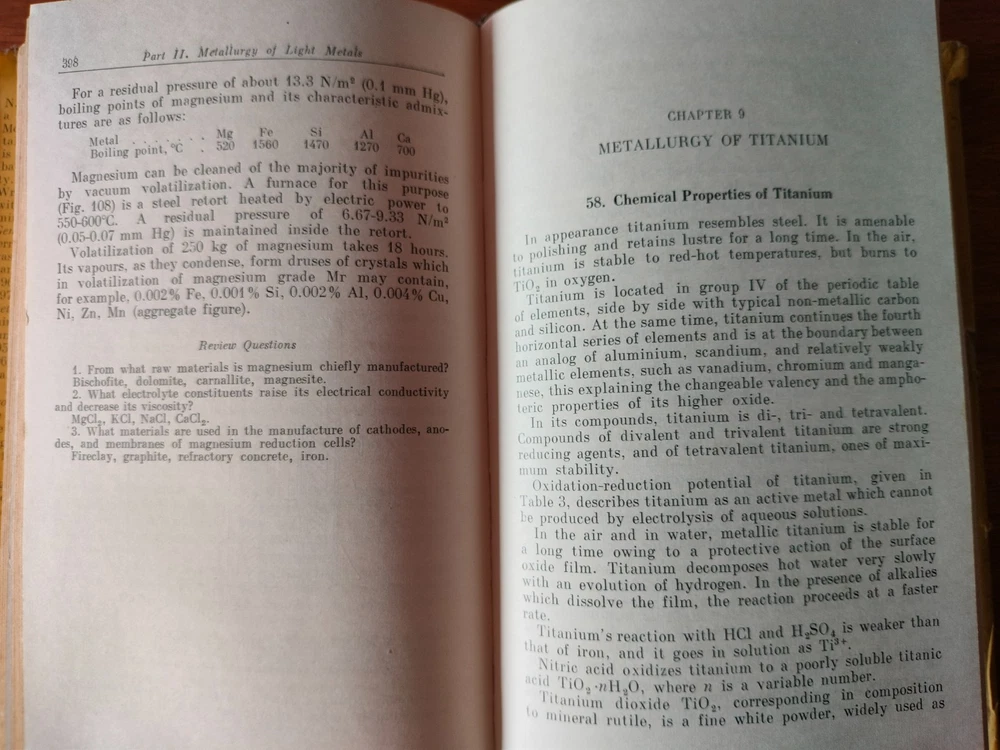 398
Part II. Metallurgy of Light Metals
For a residual pressure of about 13.3 N/m² (0.1 mm Hg),
boiling points of magnesium and its characteristic admix-
tures are as follows:
Metal . . . . . . . Mg Fe Si Al Ca
Boiling point, °C . 520 1560 1470 1270 700
Magnesium can be cleaned of the majority of impurities
by vacuum volatilization. A furnace for this purpose
(Fig. 108) is a steel retort heated by electric power to
550-600°C. A residual pressure of 6.67-9.33 N/m²
(0.05-0.07 mm Hg) is maintained inside the retort.
Volatilization of 250 kg of magnesium takes 18 hours.
Its vapours, as they condense, form druses of crystals which
in volatilization of magnesium grade Mr may contain,
for example, 0.002% Fe, 0.001% Si, 0.002% Al, 0.004% Cu,
Ni, Zn, Mn (aggregate figure).
Review Questions
1. From what raw materials is magnesium chiefly manufactured?
Bischofite, dolomite, carnallite, magnesite.
2. What electrolyte constituents raise its electrical conductivity
and decrease its viscosity?
MgCl₂, KCl, NaCl, CaCl₂.
3. What materials are used in the manufacture of cathodes, ano-
des, and membranes of magnesium reduction cells?
Fireclay, graphite, refractory concrete, iron.
CHAPTER 9
METALLURGY OF TITANIUM
58. Chemical Properties of Titanium
In appearance titanium resembles steel. It is amenable
to polishing and retains lustre for a long time. In the air,
titanium is stable to red-hot temperatures, but burns to
TiO₂ in oxygen.
Titanium is located in group IV of the periodic table
of elements, side by side with typical non-metallic carbon
and silicon. At the same time, titanium continues the fourth
horizontal series of elements and is at the boundary between
an analog of aluminium, scandium, and relatively weakly
metallic elements, such as vanadium, chromium and manga-
nese, this explaining the changeable valency and the ampho-
teric properties of its higher oxide.
In its compounds, titanium is di-, tri- and tetravalent.
Compounds of divalent and trivalent titanium are strong
reducing agents, and of tetravalent titanium, ones of maxi-
mum stability.
Oxidation-reduction potential of titanium, given in
Table 3, describes titanium as an active metal which cannot
be produced by electrolysis of aqueous solutions.
In the air and in water, metallic titanium is stable for
a long time owing to a protective action of the surface
oxide film. Titanium decomposes hot water very slowly
with an evolution of hydrogen. In the presence of alkalies
which dissolve the film, the reaction proceeds at a faster
rate.
Titanium's reaction with HCl and H₂SO₄ is weaker than
that of iron, and it goes in solution as Ti³⁺.
Nitric acid oxidizes titanium to a poorly soluble titanic
acid TiO₂·nH₂O, where n is a variable number.
Titanium dioxide TiO₂, corresponding in composition
to mineral rutile, is a fine white powder, widely used as